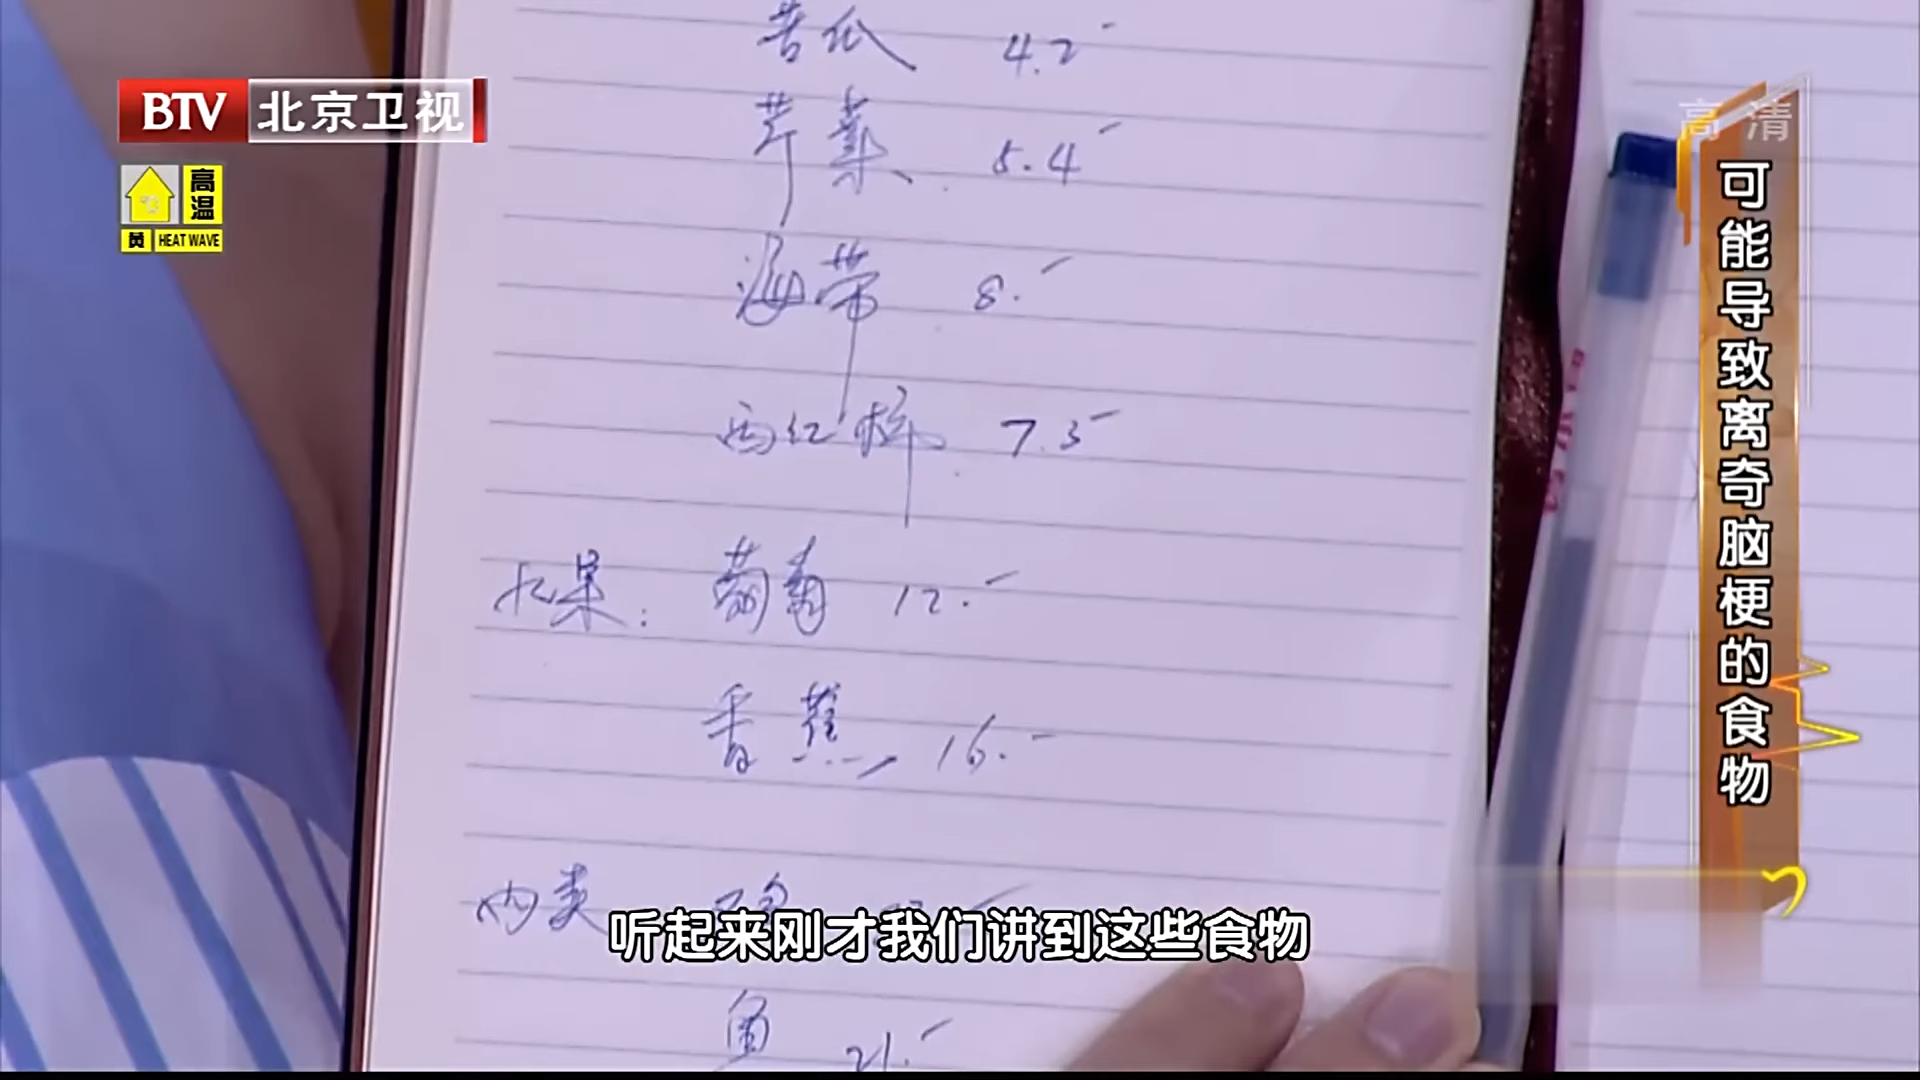 苦瓜 4.2
芹菜 5.4
海带 8.
西红柿 7.3
水果: 葡萄 12.
香蕉 16.
肉类 鸡
鱼 21.
BTV 北京卫视
高温
黄 HEAT WAVE
高清
可能导致离奇脑梗的食物
听起来刚才我们讲到这些食物